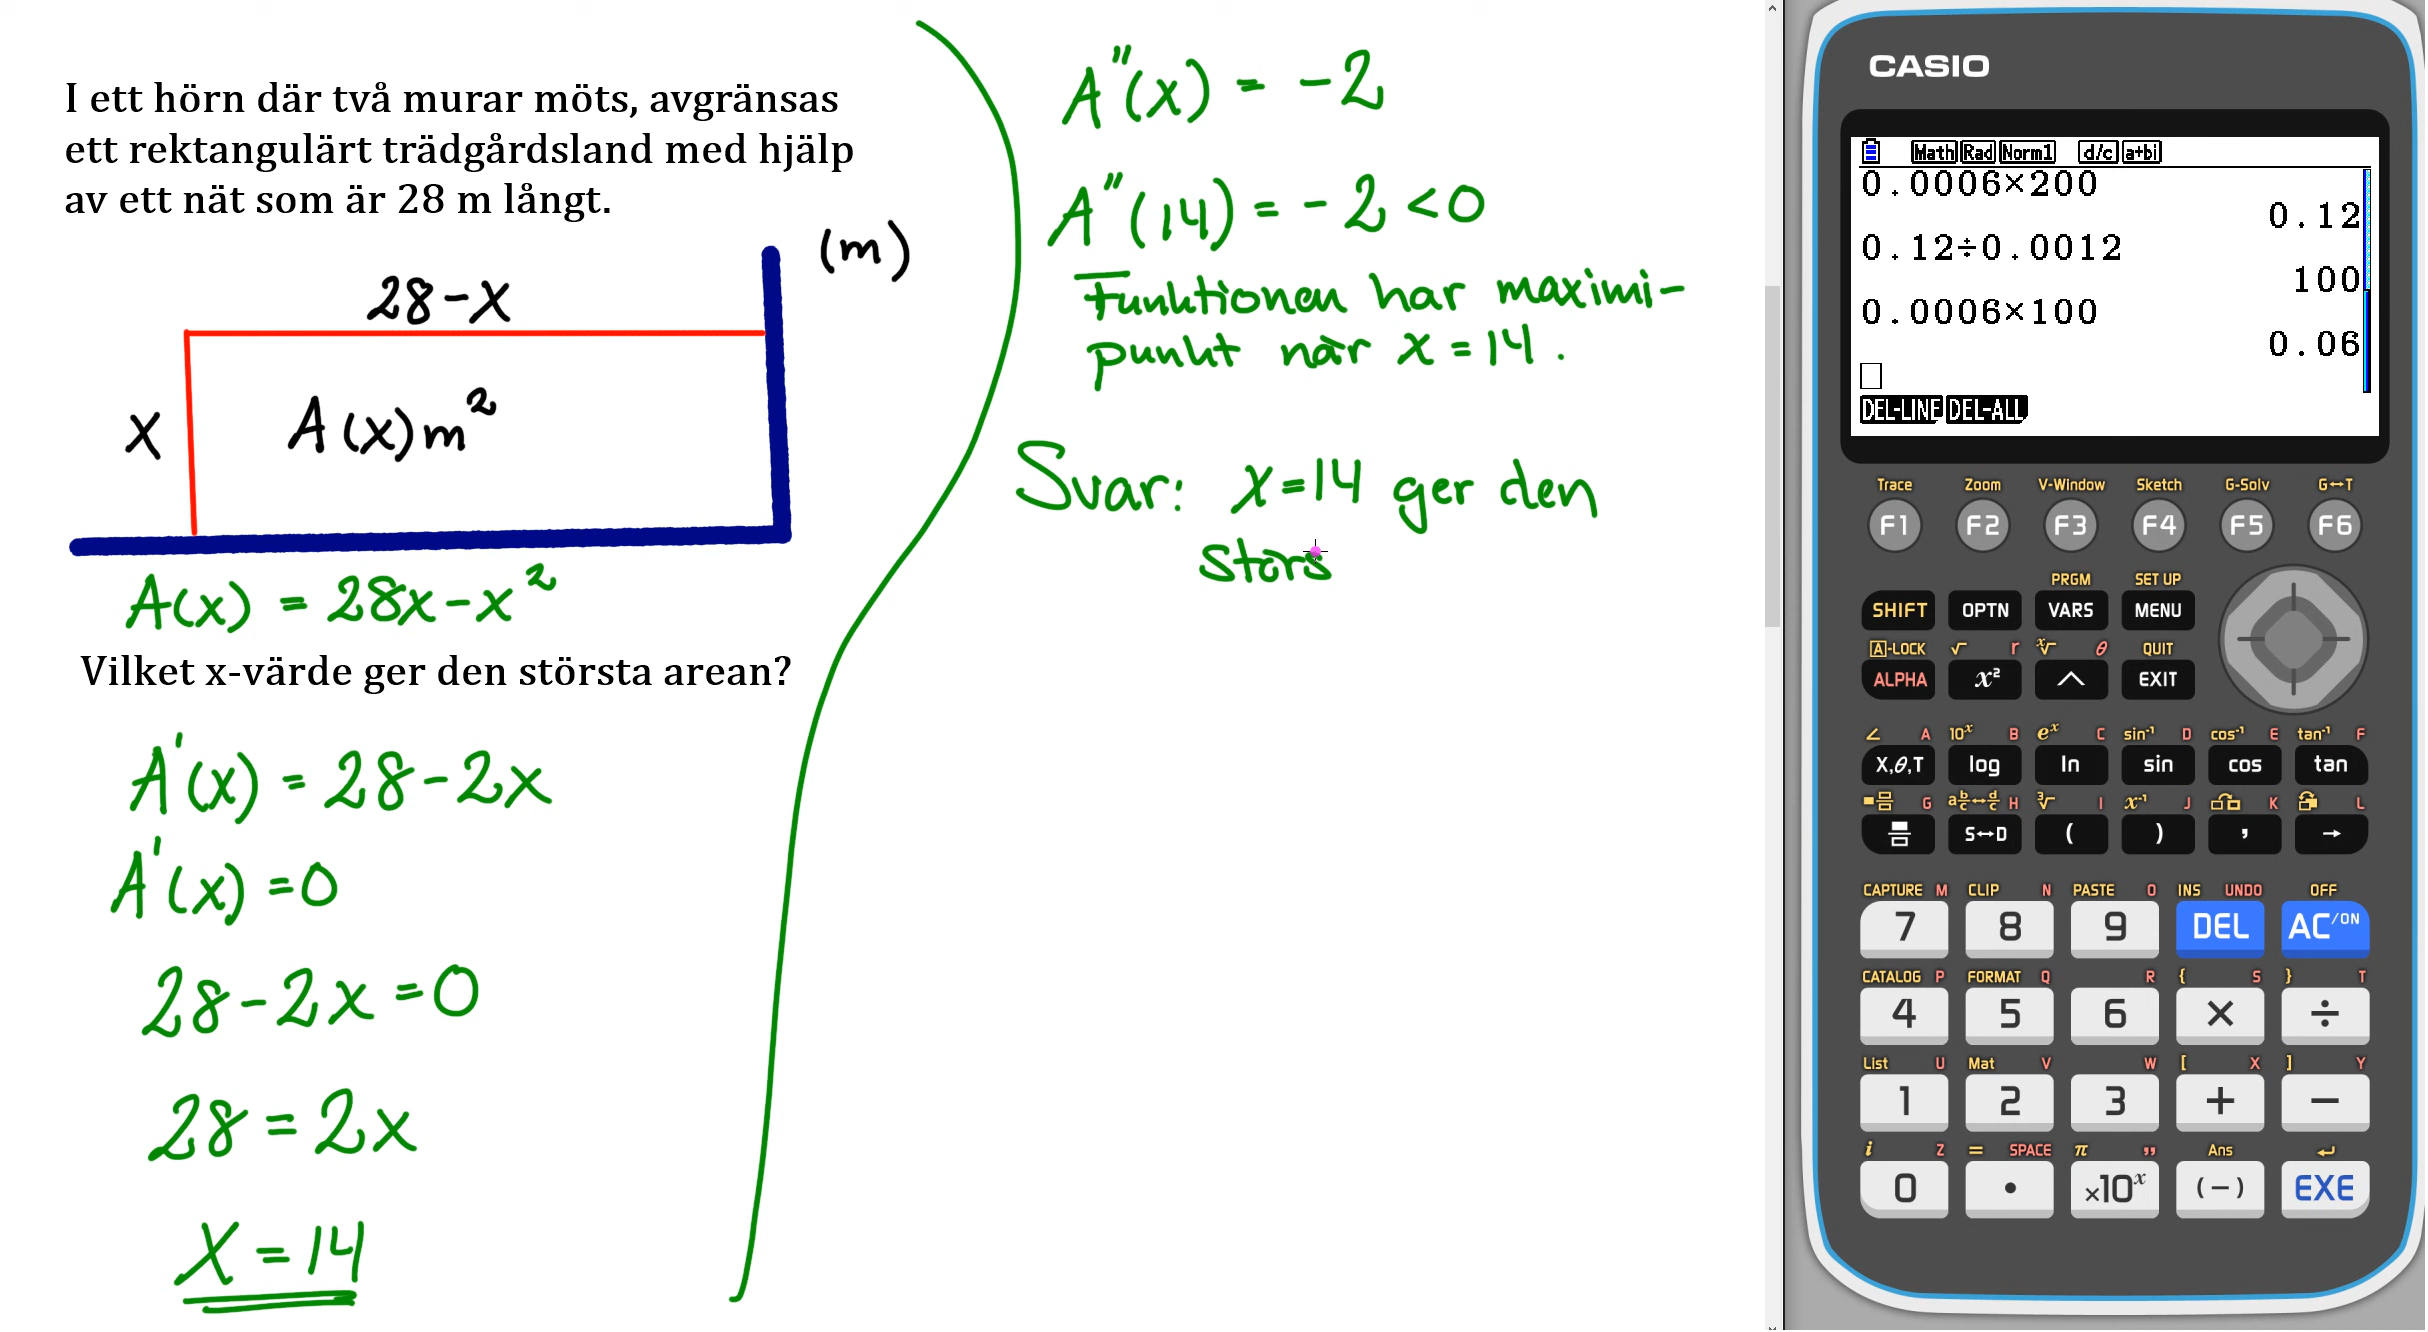 I ett hörn där två murar möts, avgränsas
ett rektangulärt trädgårdsland med hjälp
av ett nät som är 28 m långt.
(m)
28-x
x
A(x) m²
A(x) = 28x-x²
Vilket x-värde ger den största arean?
A'(x) = 28-2x
A'(x) = 0
28-2x = 0
28 = 2x
x = 14
A''(x) = -2
A''(14) = -2 < 0
Funktionen har maximi-
punkt när x = 14.
Svar: x = 14 ger den
störs
CASIO
Math Rad Norm1 d/c a+bi
0.0006×200
0.12
0.12÷0.0012
100
0.0006×100
0.06
DEL-LINE DEL-ALL
Trace Zoom V-Window Sketch G-Solv G↔T
F1 F2 F3 F4 F5 F6
PRGM SET UP
SHIFT OPTN VARS MENU
A-LOCK √ r ˣ√ θ QUIT
ALPHA x² ^ EXIT
∠ A 10ˣ B eˣ C sin⁻¹ D cos⁻¹ E tan⁻¹ F
X,θ,T log ln sin cos tan
G a b/c↔d/c H ³√ I x⁻¹ J K L
S↔D ( ) , →
CAPTURE M CLIP N PASTE O INS UNDO OFF
7 8 9 DEL AC/ON
CATALOG P FORMAT Q R { S } T
4 5 6 × ÷
List U Mat V W [ X ] Y
1 2 3 + −
i Z = SPACE π " Ans ↵
0 . ×10ˣ (−) EXE